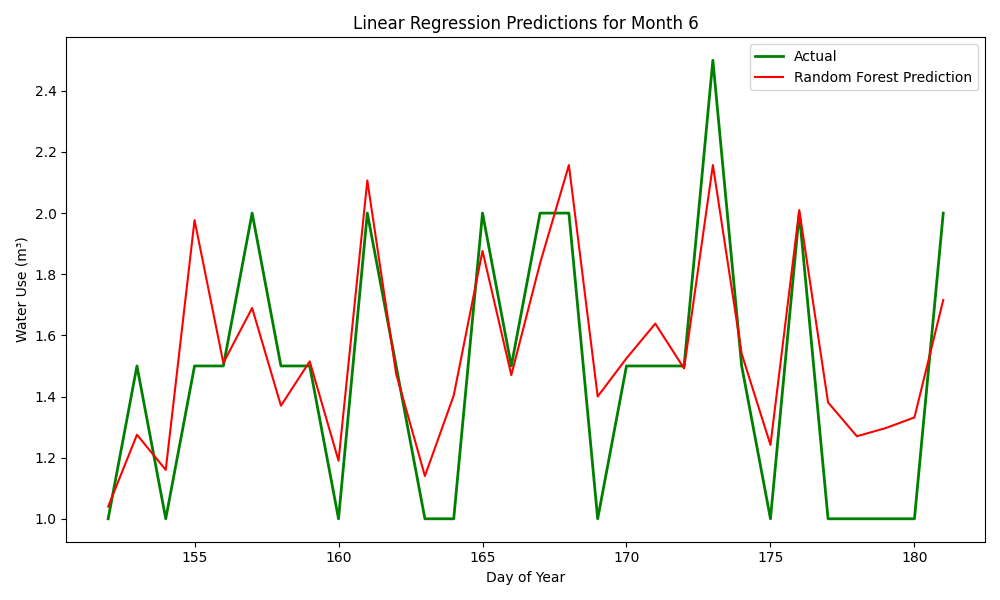 Linear Regression Predictions for Month 6
Actual
Random Forest Prediction
Water Use (m³)
2.4
2.2
2.0
1.8
1.6
1.4
1.2
1.0
155
160
165
170
175
180
Day of Year